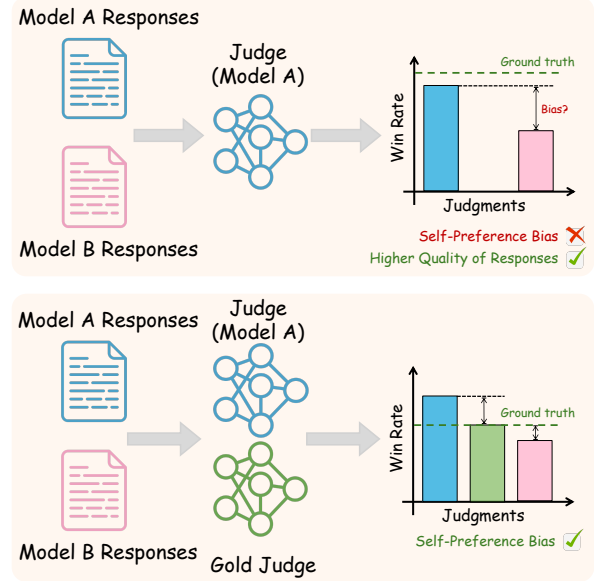 Model A Responses
Judge
(Model A)
Ground truth
Bias?
Win Rate
Judgments
Model B Responses
Self-Preference Bias
Higher Quality of Responses
Model A Responses
Judge
(Model A)
Ground truth
Win Rate
Judgments
Model B Responses
Gold Judge
Self-Preference Bias